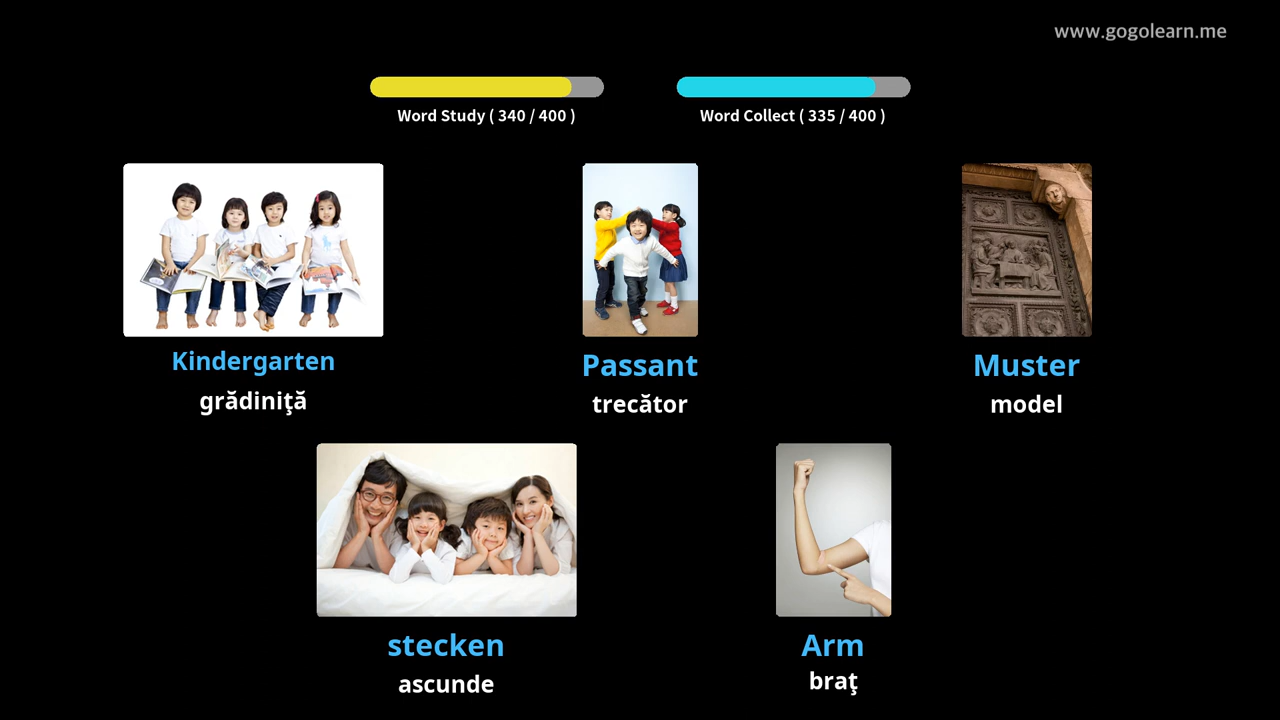 www.gogolearn.me
Word Study ( 340 / 400 )
Word Collect ( 335 / 400 )
Kindergarten
grădiniţă
Passant
trecător
Muster
model
stecken
ascunde
Arm
braţ